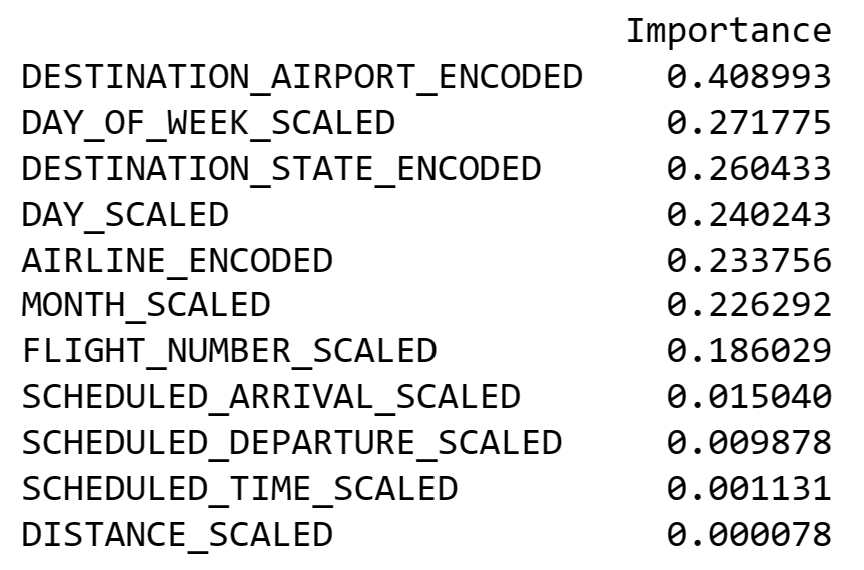 Importance
DESTINATION_AIRPORT_ENCODED 0.408993
DAY_OF_WEEK_SCALED 0.271775
DESTINATION_STATE_ENCODED 0.260433
DAY_SCALED 0.240243
AIRLINE_ENCODED 0.233756
MONTH_SCALED 0.226292
FLIGHT_NUMBER_SCALED 0.186029
SCHEDULED_ARRIVAL_SCALED 0.015040
SCHEDULED_DEPARTURE_SCALED 0.009878
SCHEDULED_TIME_SCALED 0.001131
DISTANCE_SCALED 0.000078